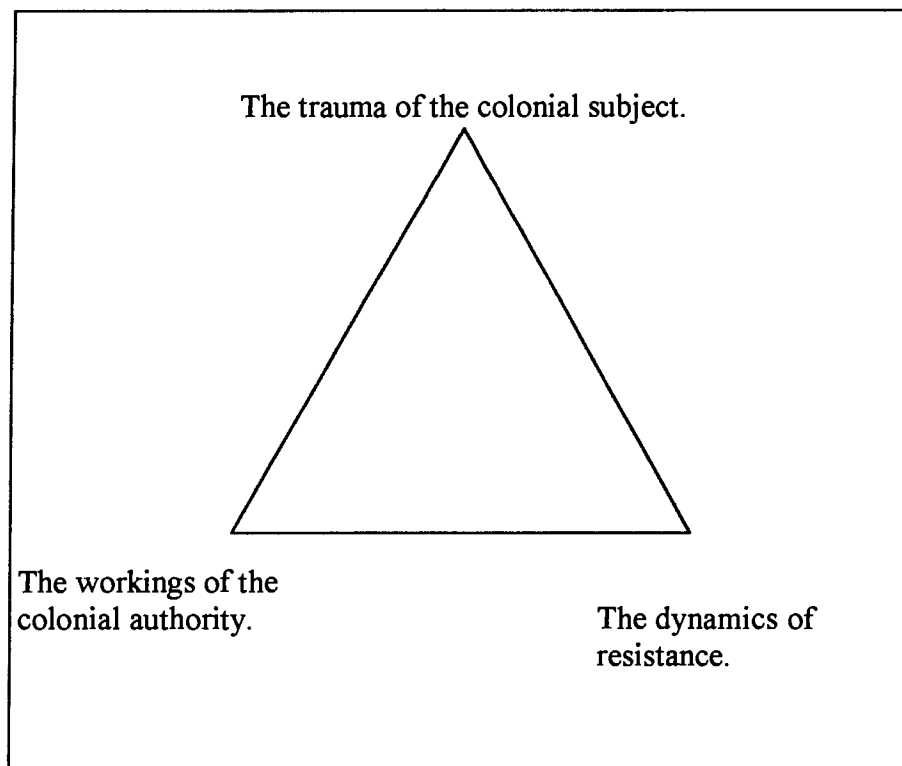 The trauma of the colonial subject.
The workings of the
colonial authority.
The dynamics of
resistance.